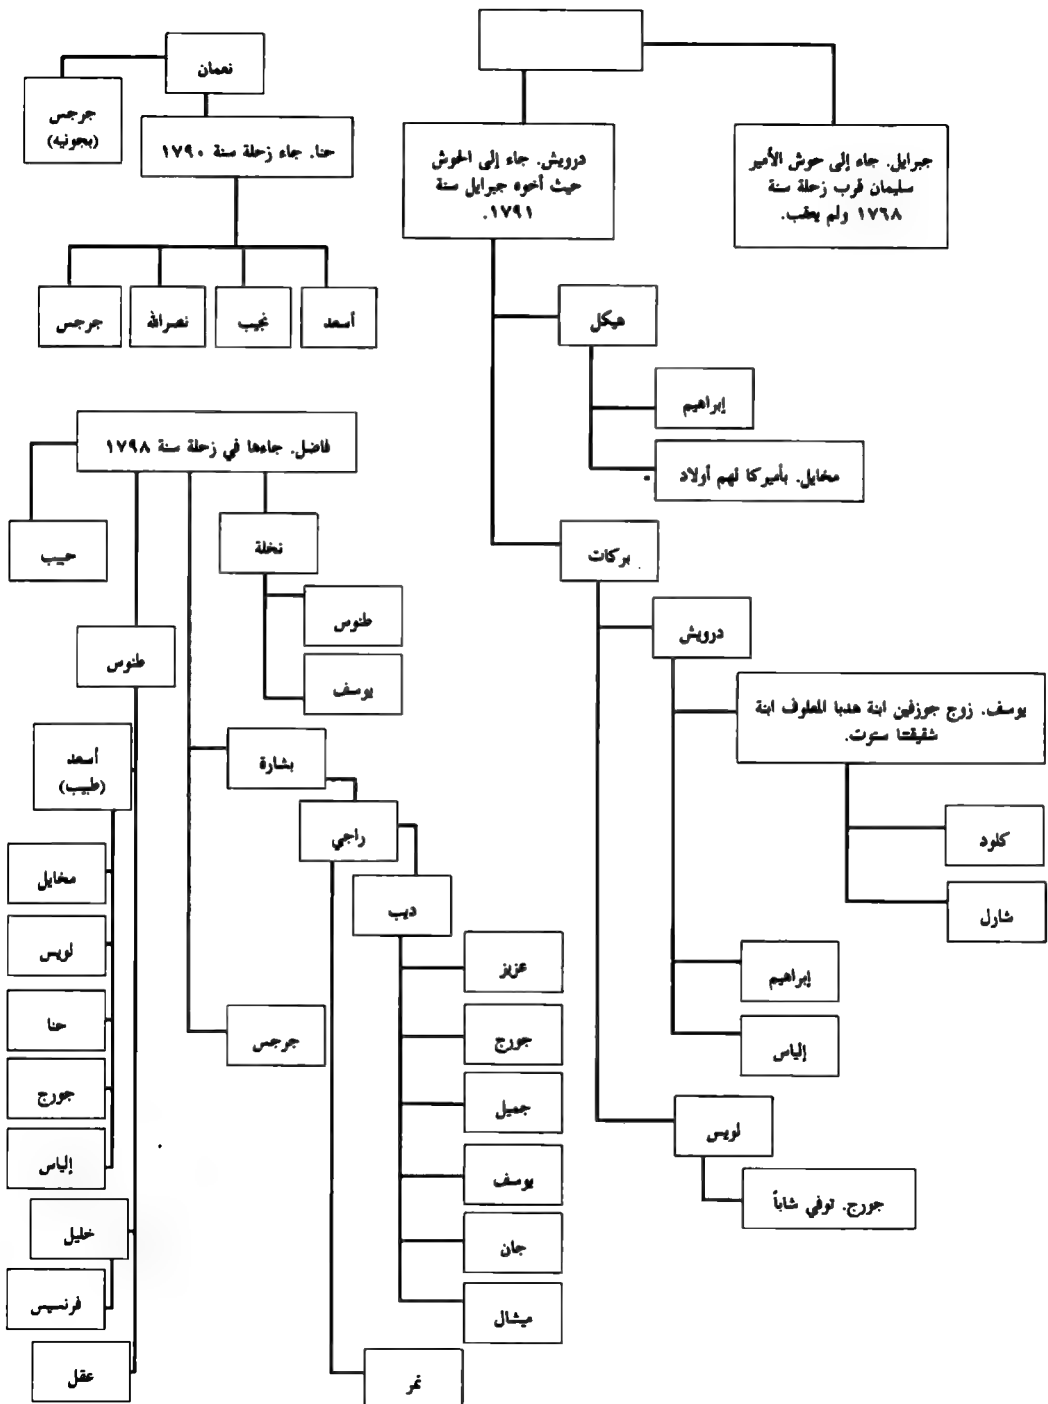 جبرايل. جاء إلى حوش الأمير
سليمان قرب زحلة سنة
١٧٦٨ ولم يعقب.
درويش. جاء إلى الحوش
حيث أخوه جبرايل سنة
١٧٩١.
هيكل
إبراهيم
مخايل. بأميركا لهم أولاد
بركات
درويش
يوسف. زوج جوزفين ابنة هدبا المعلوف ابنة
شقيقتنا ستوت.
كلود
شارل
إبراهيم
إلياس
لويس
جورج. توفي شاباً
نعمان
جرجس
(بجونيه)
حنا. جاء زحلة سنة ١٧٩٠
أسعد
نجيب
نصرالله
جرجس
فاضل. جاءها في زحلة سنة ١٧٩٨
حبيب
نخلة
طنوس
يوسف
طنوس
أسعد
(طبيب)
مخايل
لويس
حنا
جورج
إلياس
خليل
فرنسيس
عقل
بشارة
راجي
ديب
عزيز
جورج
جميل
يوسف
جان
ميشال
نمر
جرجس